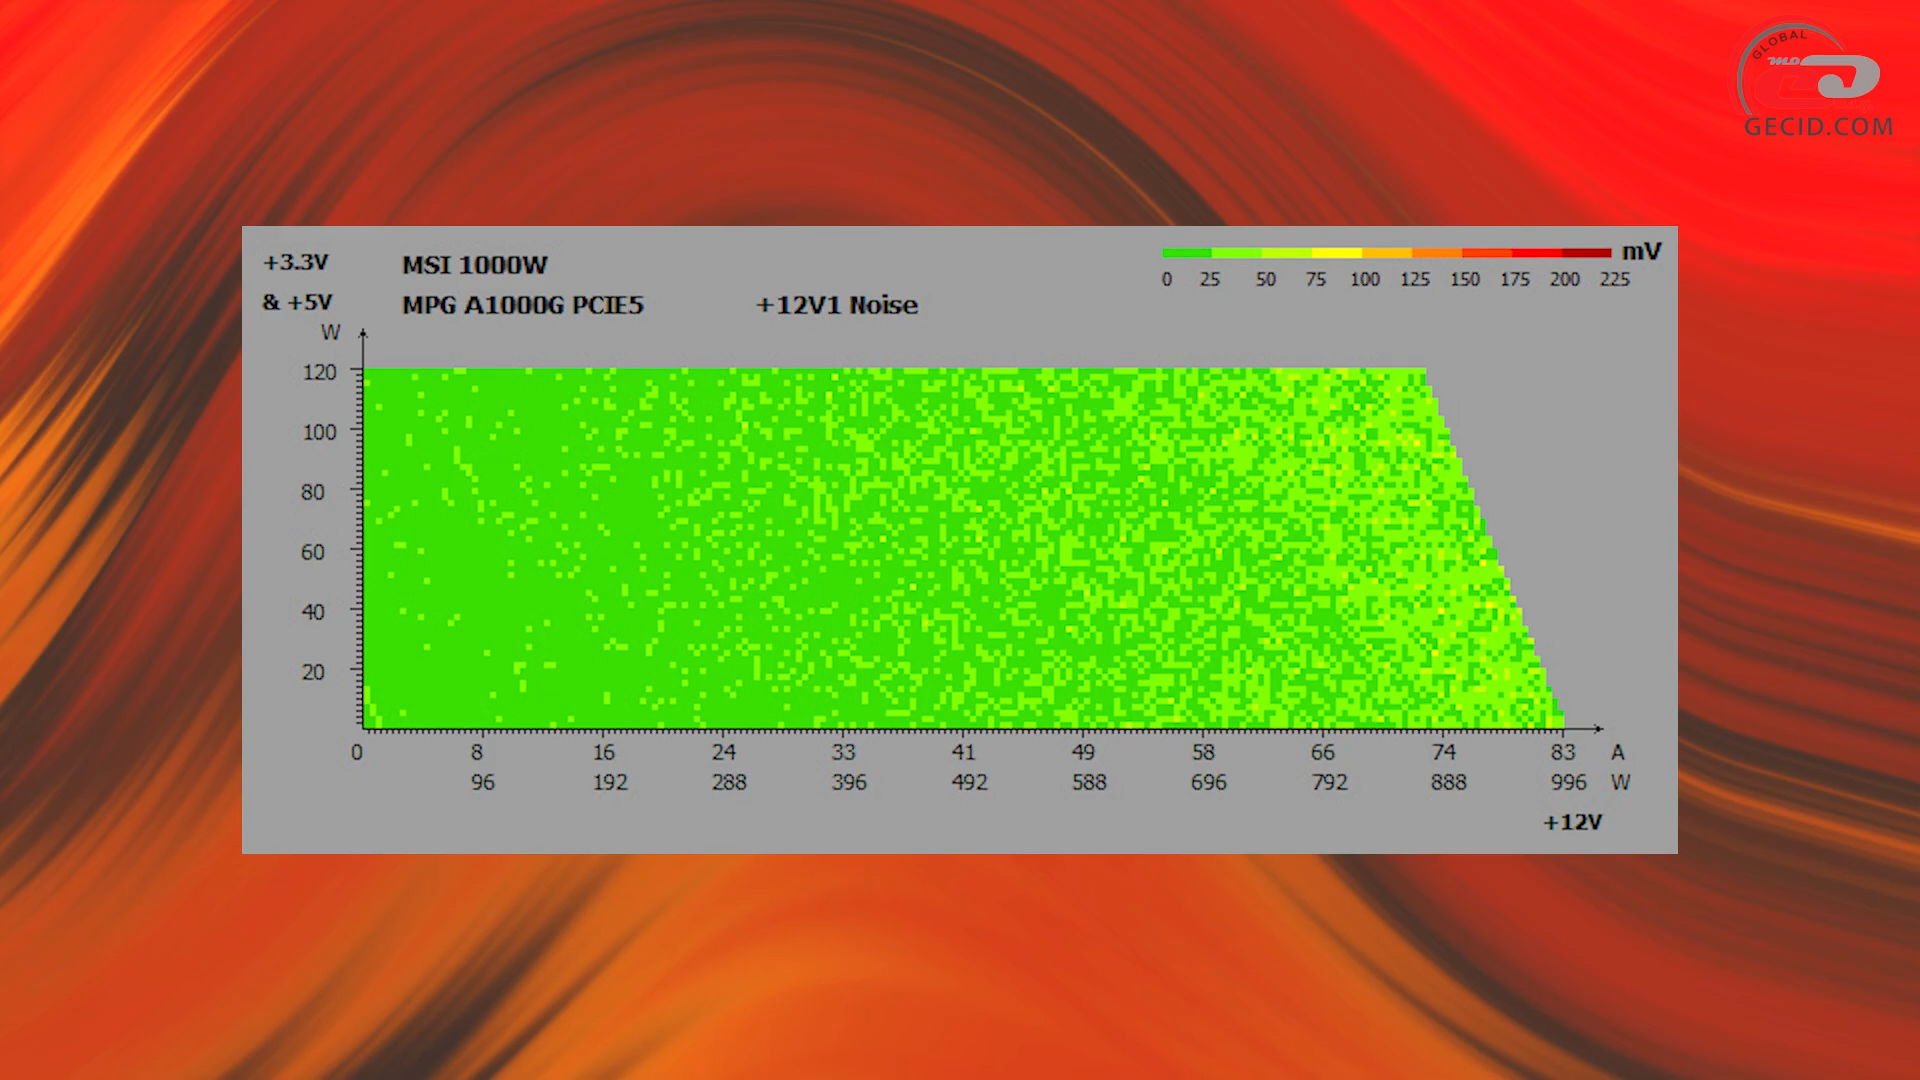 GLOBAL
GECID.COM
+3.3V
& +5V
W
MSI 1000W
MPG A1000G PCIE5
+12V1 Noise
mV
0 25 50 75 100 125 150 175 200 225
120
100
80
60
40
20
0 8 16 24 33 41 49 58 66 74 83 A
96 192 288 396 492 588 696 792 888 996 W
+12V